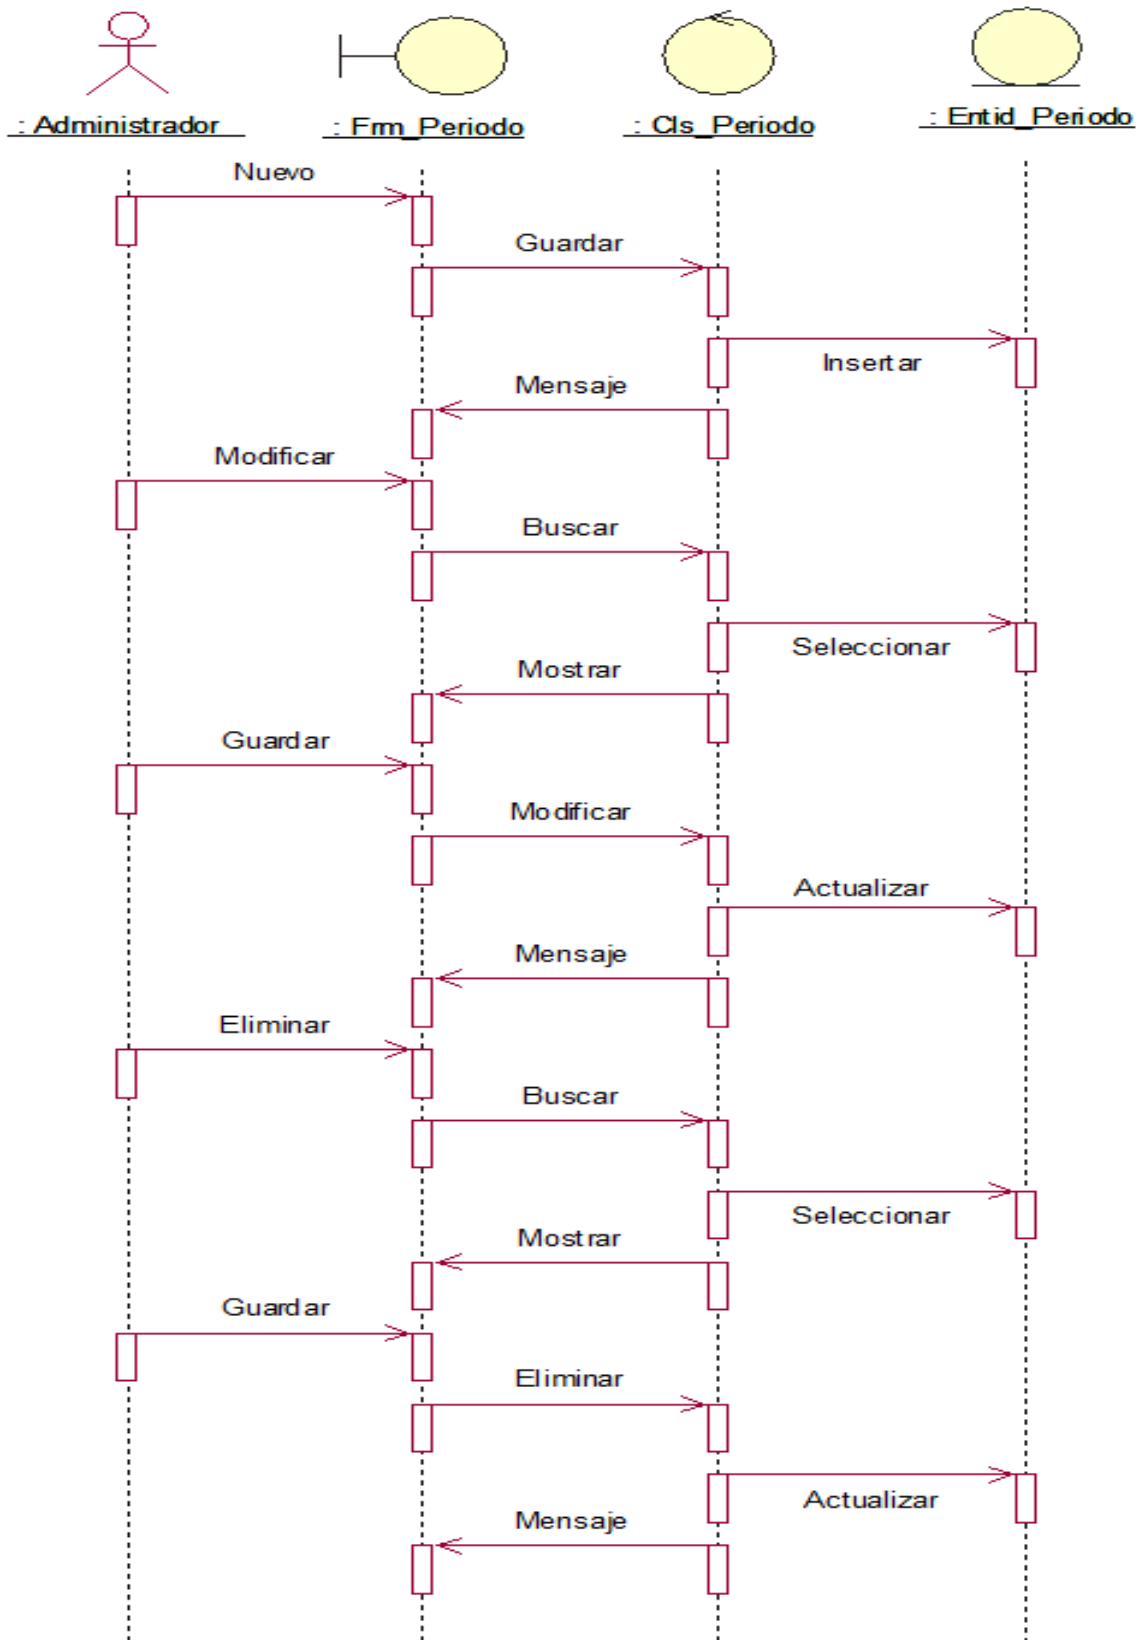 : Administrador
: Frm_Periodo
: Cls_Periodo
: Entid_Periodo
Nuevo
Guardar
Insertar
Mensaje
Modificar
Buscar
Seleccionar
Mostrar
Guardar
Modificar
Actualizar
Mensaje
Eliminar
Buscar
Seleccionar
Mostrar
Guardar
Eliminar
Actualizar
Mensaje